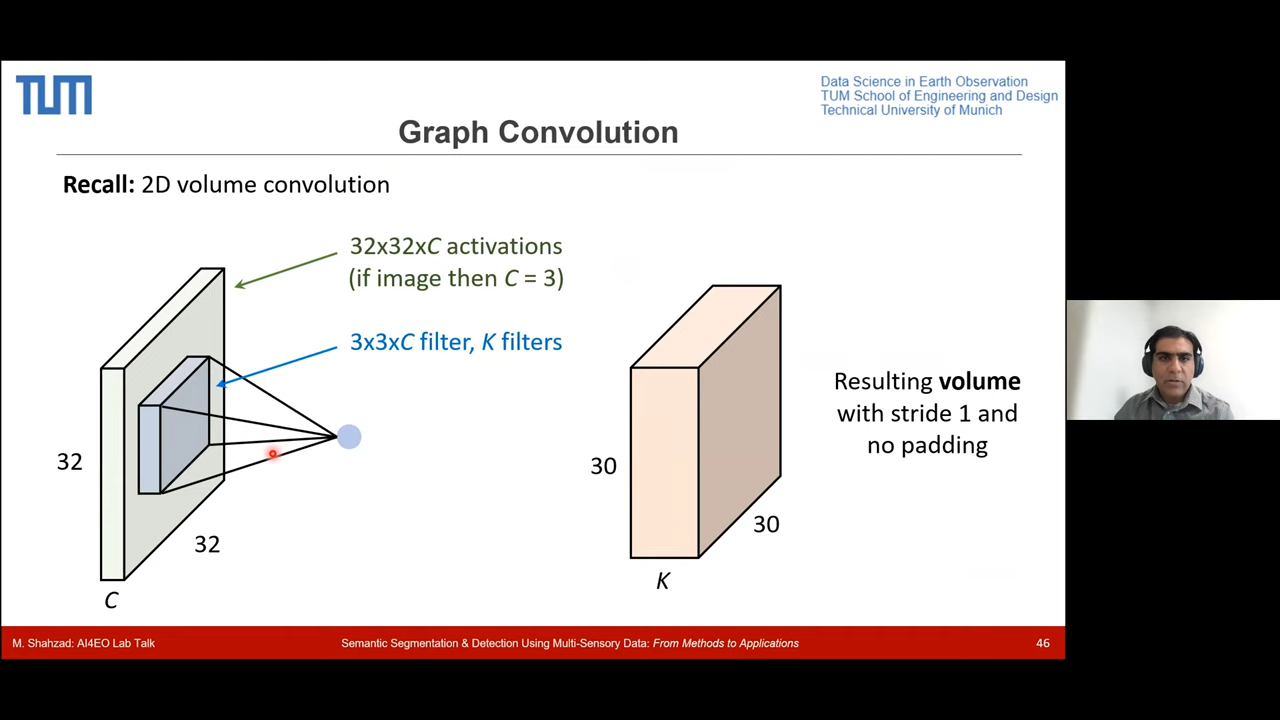 TUM
Data Science in Earth Observation
TUM School of Engineering and Design
Technical University of Munich
Graph Convolution
Recall: 2D volume convolution
32x32xC activations
(if image then C = 3)
3x3xC filter, K filters
32
32
C
30
30
K
Resulting volume
with stride 1 and
no padding
M. Shahzad: AI4EO Lab Talk
Semantic Segmentation & Detection Using Multi-Sensory Data: From Methods to Applications
46